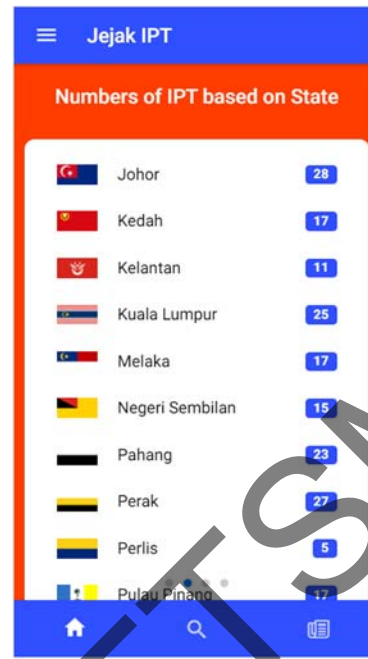 Jejak IPT
Numbers of IPT based on State
Johor 28
Kedah 17
Kelantan 11
Kuala Lumpur 25
Melaka 17
Negeri Sembilan 15
Pahang 23
Perak 27
Perlis 5
Pulau Pinang 17